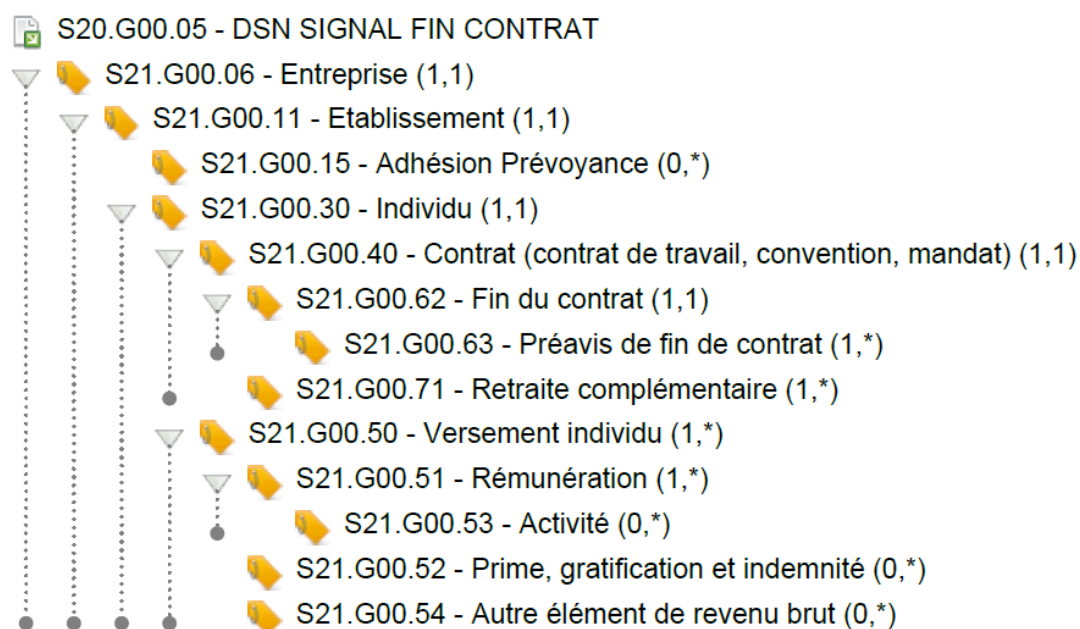 S20.G00.05 - DSN SIGNAL FIN CONTRAT
S21.G00.06 - Entreprise (1,1)
S21.G00.11 - Etablissement (1,1)
S21.G00.15 - Adhésion Prévoyance (0,*)
S21.G00.30 - Individu (1,1)
S21.G00.40 - Contrat (contrat de travail, convention, mandat) (1,1)
S21.G00.62 - Fin du contrat (1,1)
S21.G00.63 - Préavis de fin de contrat (1,*)
S21.G00.71 - Retraite complémentaire (1,*)
S21.G00.50 - Versement individu (1,*)
S21.G00.51 - Rémunération (1,*)
S21.G00.53 - Activité (0,*)
S21.G00.52 - Prime, gratification et indemnité (0,*)
S21.G00.54 - Autre élément de revenu brut (0,*)